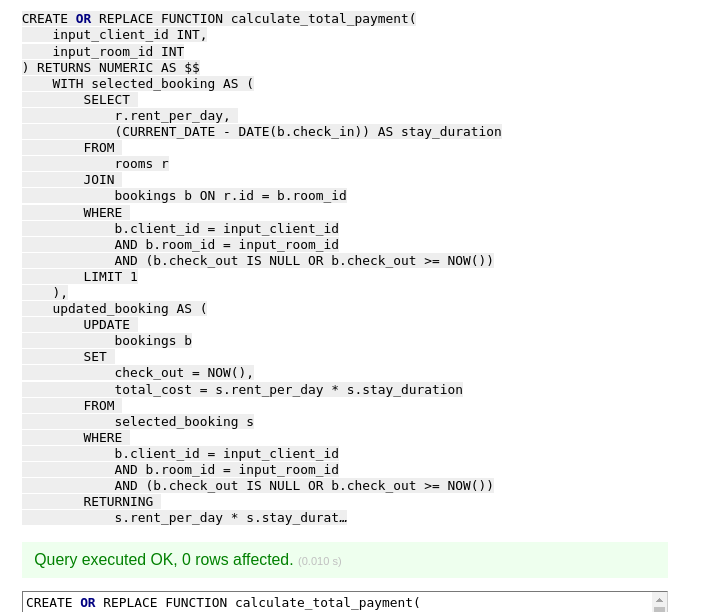 CREATE OR REPLACE FUNCTION calculate_total_payment(
    input_client_id INT,
    input_room_id INT
) RETURNS NUMERIC AS $$
    WITH selected_booking AS (
        SELECT
            r.rent_per_day,
            (CURRENT_DATE - DATE(b.check_in)) AS stay_duration
        FROM
            rooms r
        JOIN
            bookings b ON r.id = b.room_id
        WHERE
            b.client_id = input_client_id
            AND b.room_id = input_room_id
            AND (b.check_out IS NULL OR b.check_out >= NOW())
        LIMIT 1
    ),
    updated_booking AS (
        UPDATE
            bookings b
        SET
            check_out = NOW(),
            total_cost = s.rent_per_day * s.stay_duration
        FROM
            selected_booking s
        WHERE
            b.client_id = input_client_id
            AND b.room_id = input_room_id
            AND (b.check_out IS NULL OR b.check_out >= NOW())
        RETURNING
            s.rent_per_day * s.stay_durat…
Query executed OK, 0 rows affected. (0.010 s)
CREATE OR REPLACE FUNCTION calculate_total_payment(